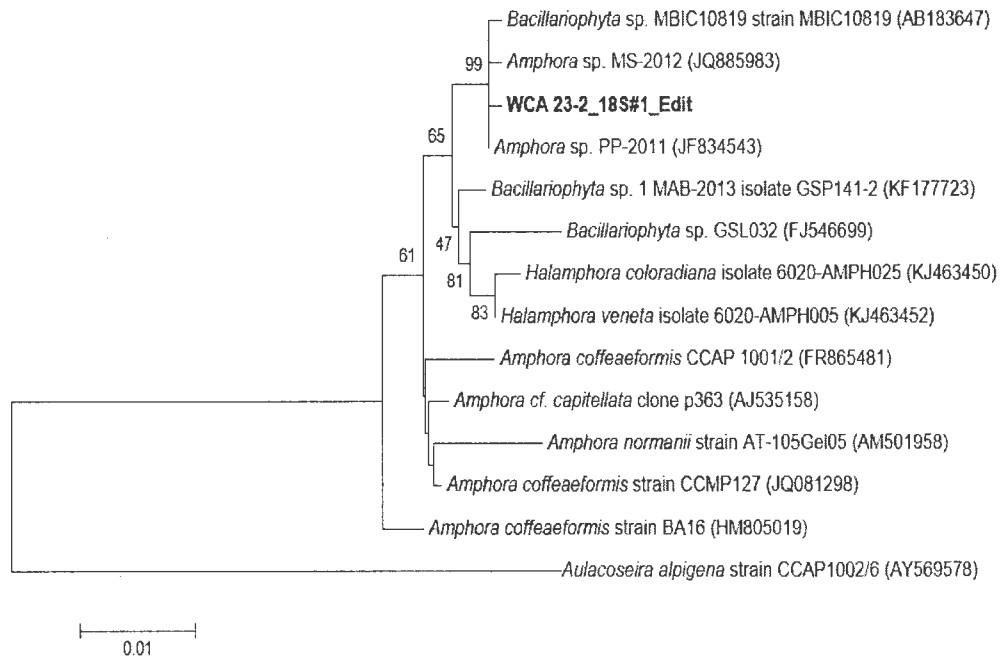 Bacillariophyta sp. MBIC10819 strain MBIC10819 (AB183647)
99
Amphora sp. MS-2012 (JQ885983)
WCA 23-2_18S#1_Edit
65
Amphora sp. PP-2011 (JF834543)
Bacillariophyta sp. 1 MAB-2013 isolate GSP141-2 (KF177723)
Bacillariophyta sp. GSL032 (FJ546699)
47
61
Halamphora coloradiana isolate 6020-AMPH025 (KJ463450)
81
83
Halamphora veneta isolate 6020-AMPH005 (KJ463452)
Amphora coffeaeformis CCAP 1001/2 (FR865481)
Amphora cf. capitellata clone p363 (AJ535158)
Amphora normanii strain AT-105Gel05 (AM501958)
Amphora coffeaeformis strain CCMP127 (JQ081298)
Amphora coffeaeformis strain BA16 (HM805019)
Aulacoseira alpigena strain CCAP1002/6 (AY569578)
0.01